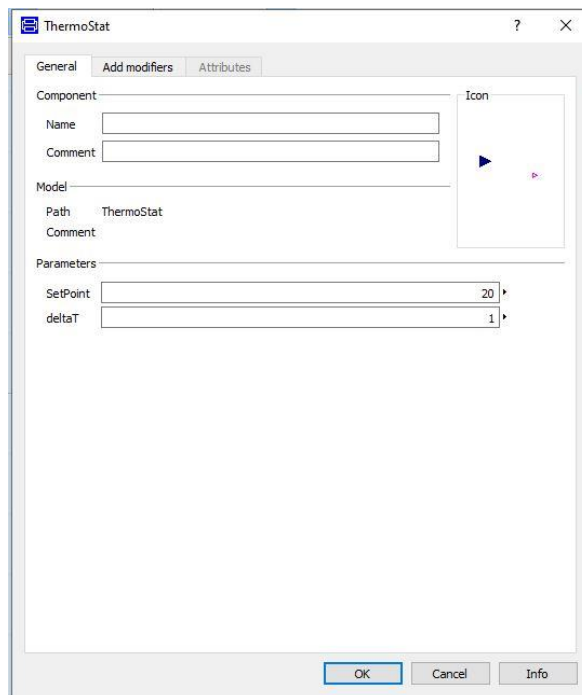 ThermoStat ?
General Add modifiers Attributes
Component
Name
Comment
Icon
Model
Path ThermoStat
Comment
Parameters
SetPoint 20
deltaT 1
OK Cancel Info